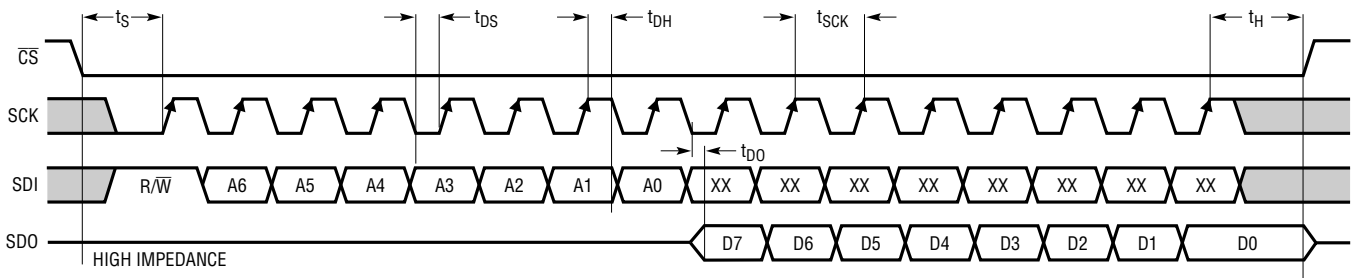 tS tDS tDH tSCK tH
C̅S̅
SCK
tDO
SDI R/W̅ A6 A5 A4 A3 A2 A1 A0 XX XX XX XX XX XX XX XX
SDO D7 D6 D5 D4 D3 D2 D1 D0
HIGH IMPEDANCE